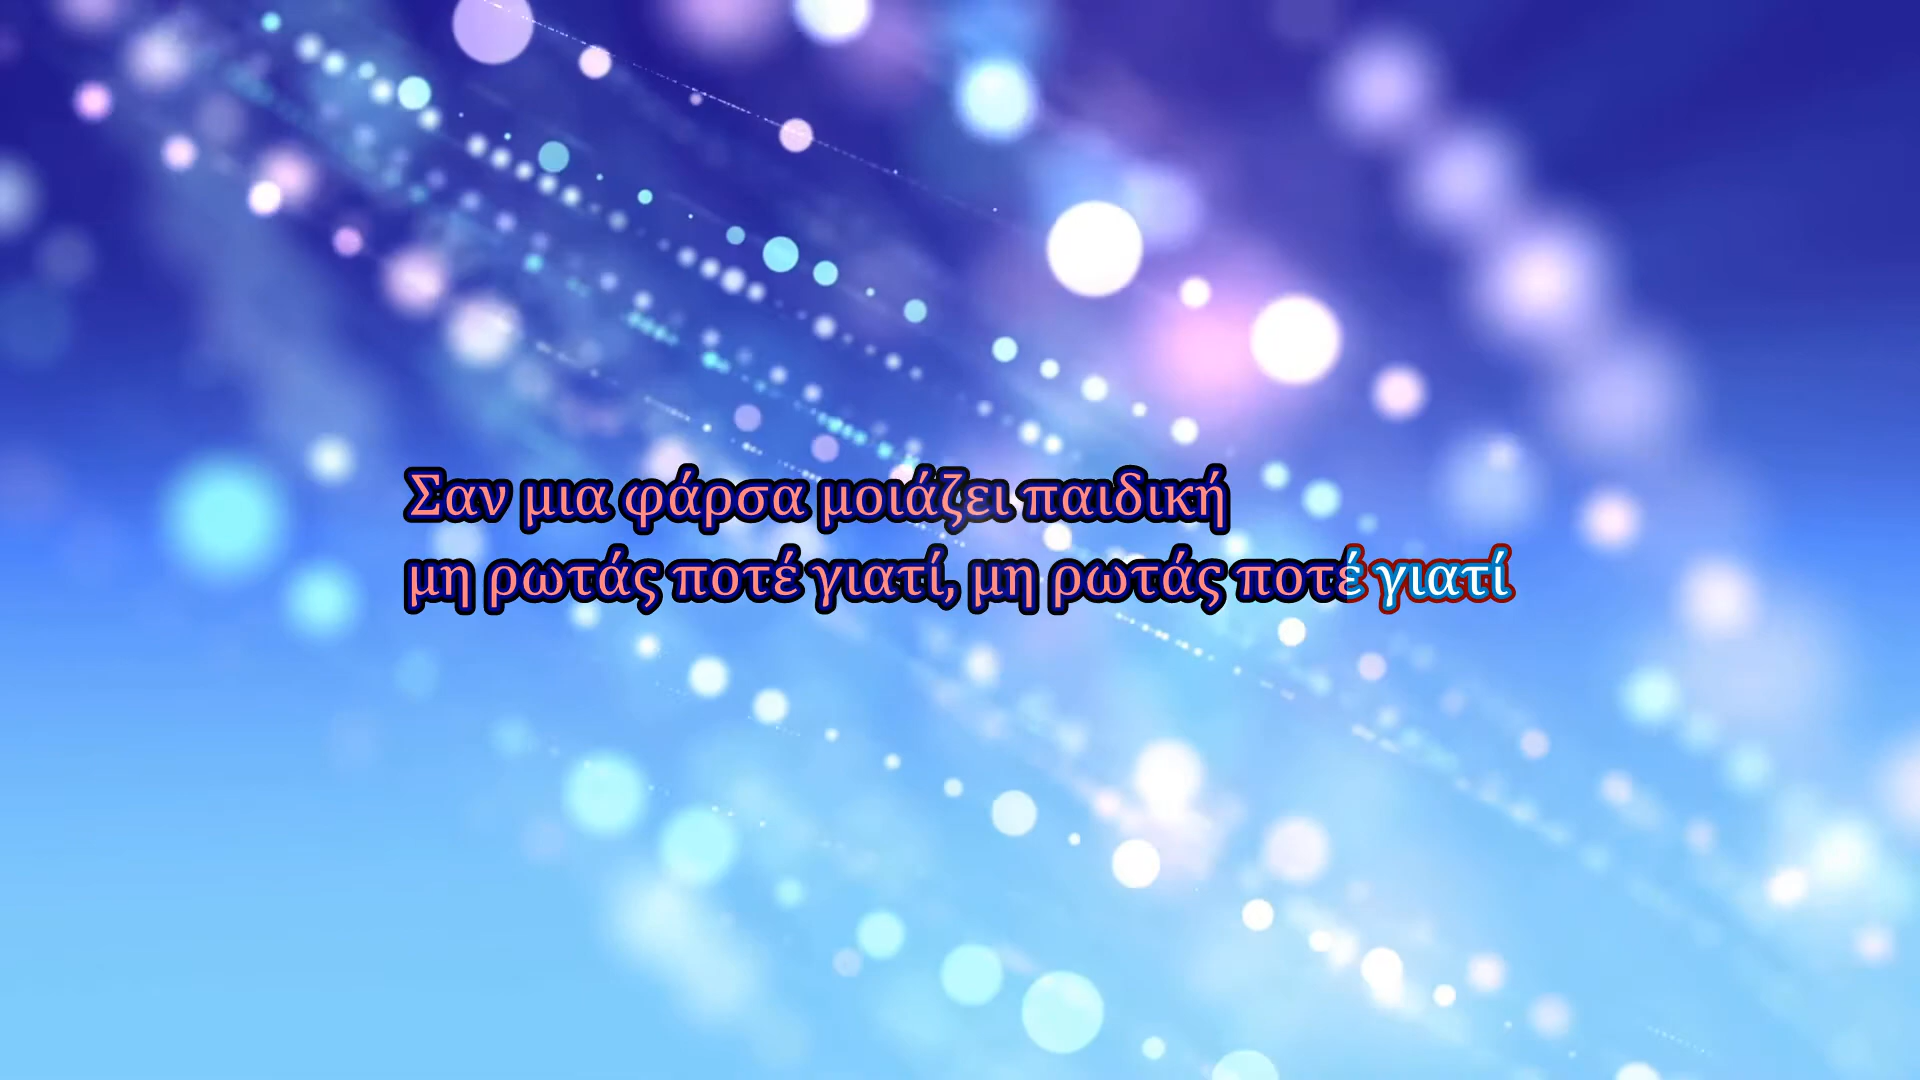 Σαν μια φάρσα μοιάζει παιδική
μη ρωτάς ποτέ γιατί, μη ρωτάς ποτέ γιατί